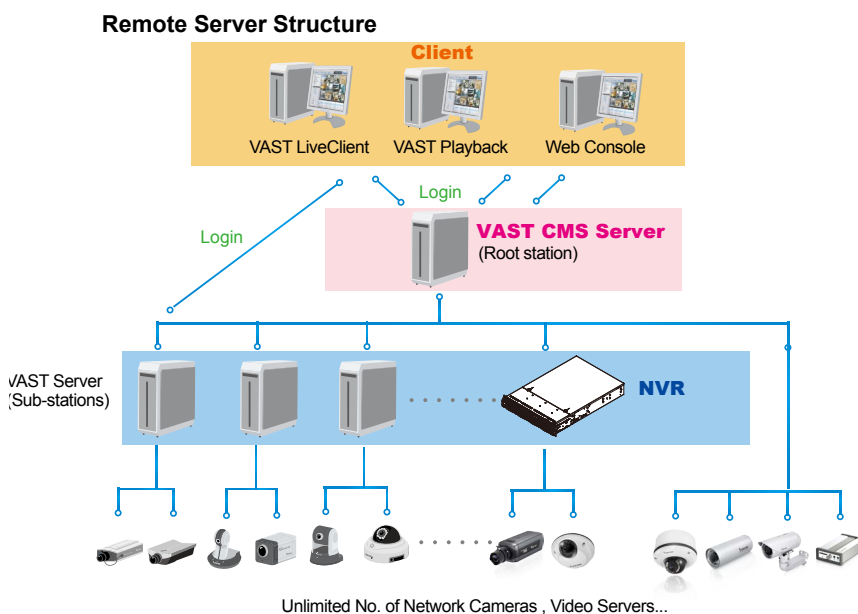 Remote Server Structure
Client
VAST LiveClient
VAST Playback
Web Console
Login
Login
VAST CMS Server
(Root station)
VAST Server
(Sub-stations)
NVR
Unlimited No. of Network Cameras , Video Servers...